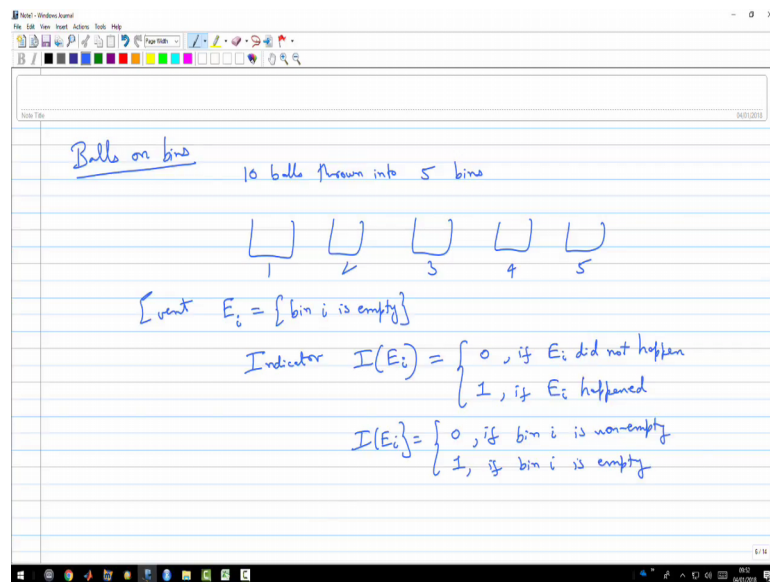 Note1 - Windows Journal
File Edit View Insert Actions Tools Help
Page Width
B I
Note Title
04/01/2018
Balls on bins
10 balls thrown into 5 bins
1 2 3 4 5
Event E_i = {bin i is empty}
Indicator I(E_i) = { 0, if E_i did not happen
1, if E_i happened
I(E_i} = { 0, if bin i is non-empty
1, if bin i is empty
6/14
00:52
04/01/2018